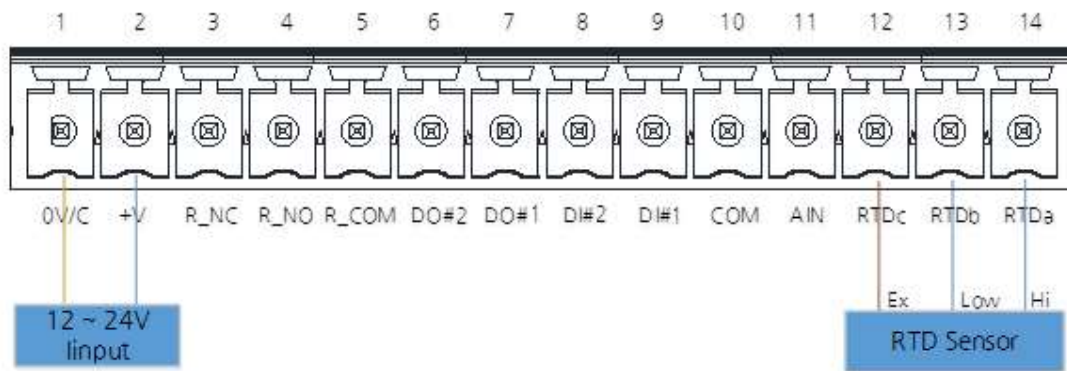 1 2 3 4 5 6 7 8 9 10 11 12 13 14
0V/C +V R_NC R_NO R_COM DO#2 DO#1 DI#2 DI#1 COM AIN RTDc RTDb RTDa
Ex Low Hi
12 ~ 24V
Iinput
RTD Sensor